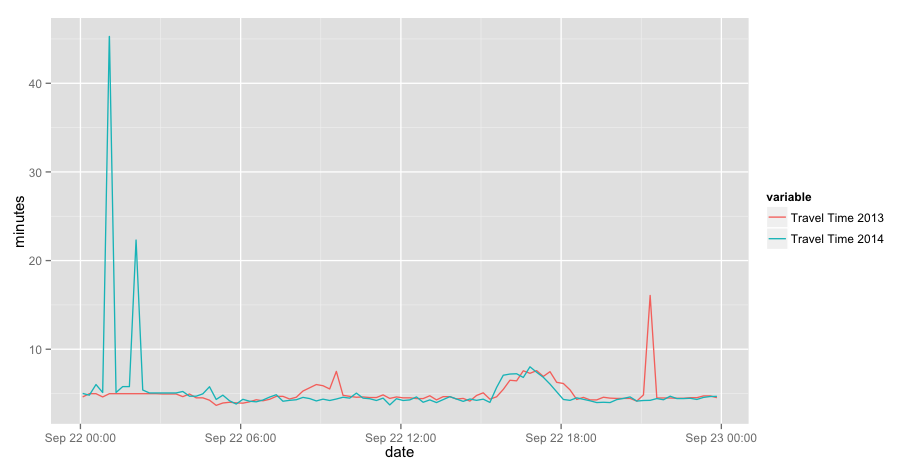 40
30
20
10
minutes
Sep 22 00:00
Sep 22 06:00
Sep 22 12:00
Sep 22 18:00
Sep 23 00:00
date
variable
Travel Time 2013
Travel Time 2014